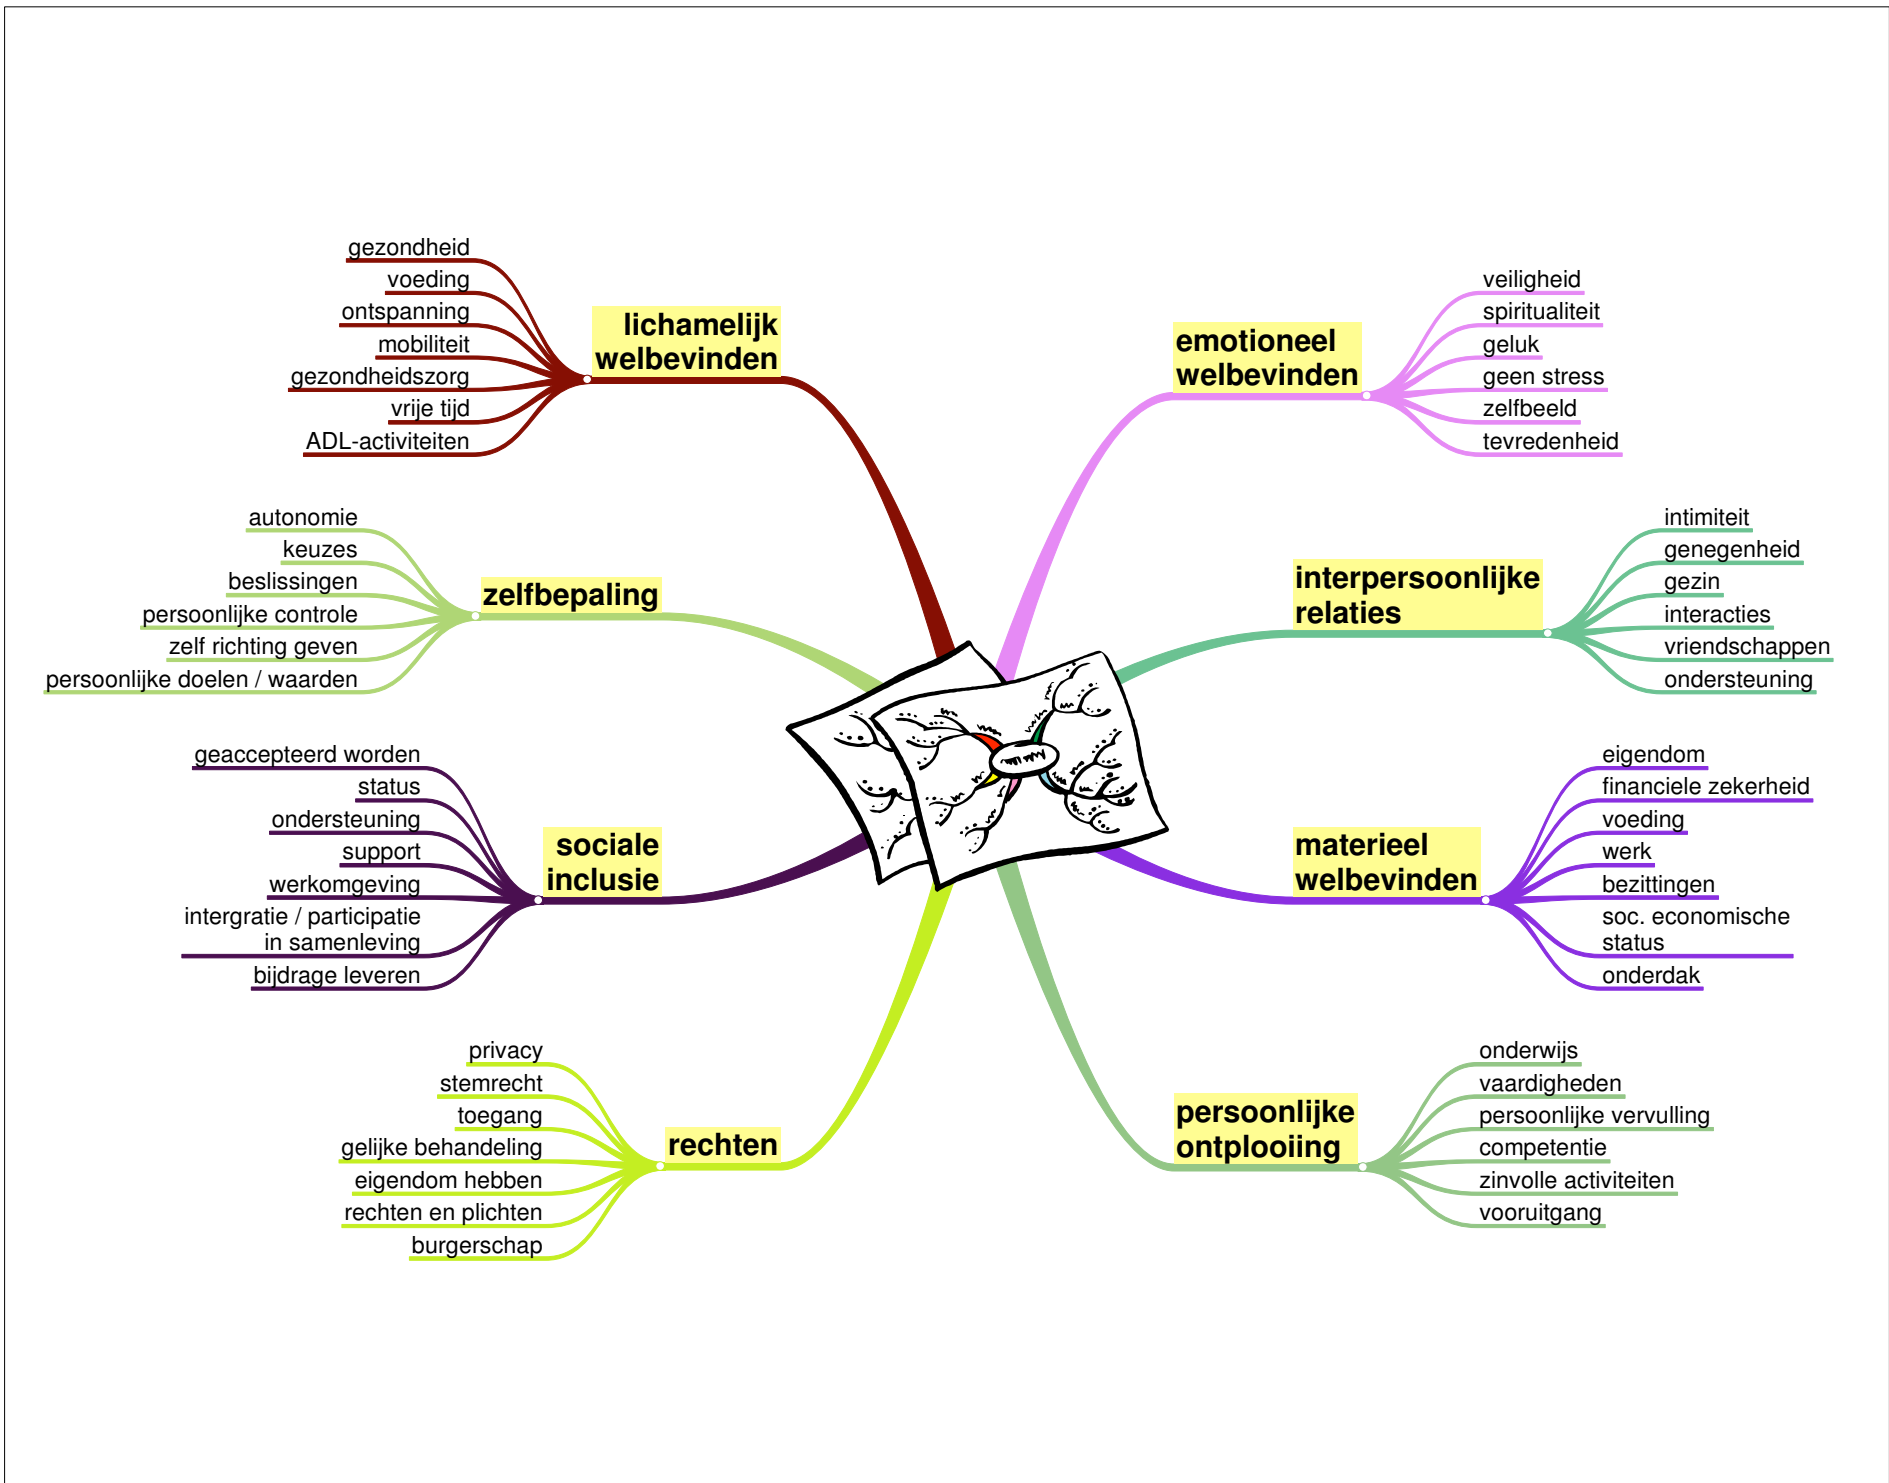 gezondheid
voeding
ontspanning
mobiliteit
gezondheidszorg
vrije tijd
ADL-activiteiten
lichamelijk
welbevinden
autonomie
keuzes
beslissingen
persoonlijke controle
zelf richting geven
persoonlijke doelen / waarden
zelfbepaling
geaccepteerd worden
status
ondersteuning
support
werkomgeving
intergratie / participatie
in samenleving
bijdrage leveren
sociale
inclusie
privacy
stemrecht
toegang
gelijke behandeling
eigendom hebben
rechten en plichten
burgerschap
rechten
emotioneel
welbevinden
veiligheid
spiritualiteit
geluk
geen stress
zelfbeeld
tevredenheid
interpersoonlijke
relaties
intimiteit
genegenheid
gezin
interacties
vriendschappen
ondersteuning
materieel
welbevinden
eigendom
financiele zekerheid
voeding
werk
bezittingen
soc. economische
status
onderdak
persoonlijke
ontplooiing
onderwijs
vaardigheden
persoonlijke vervulling
competentie
zinvolle activiteiten
vooruitgang